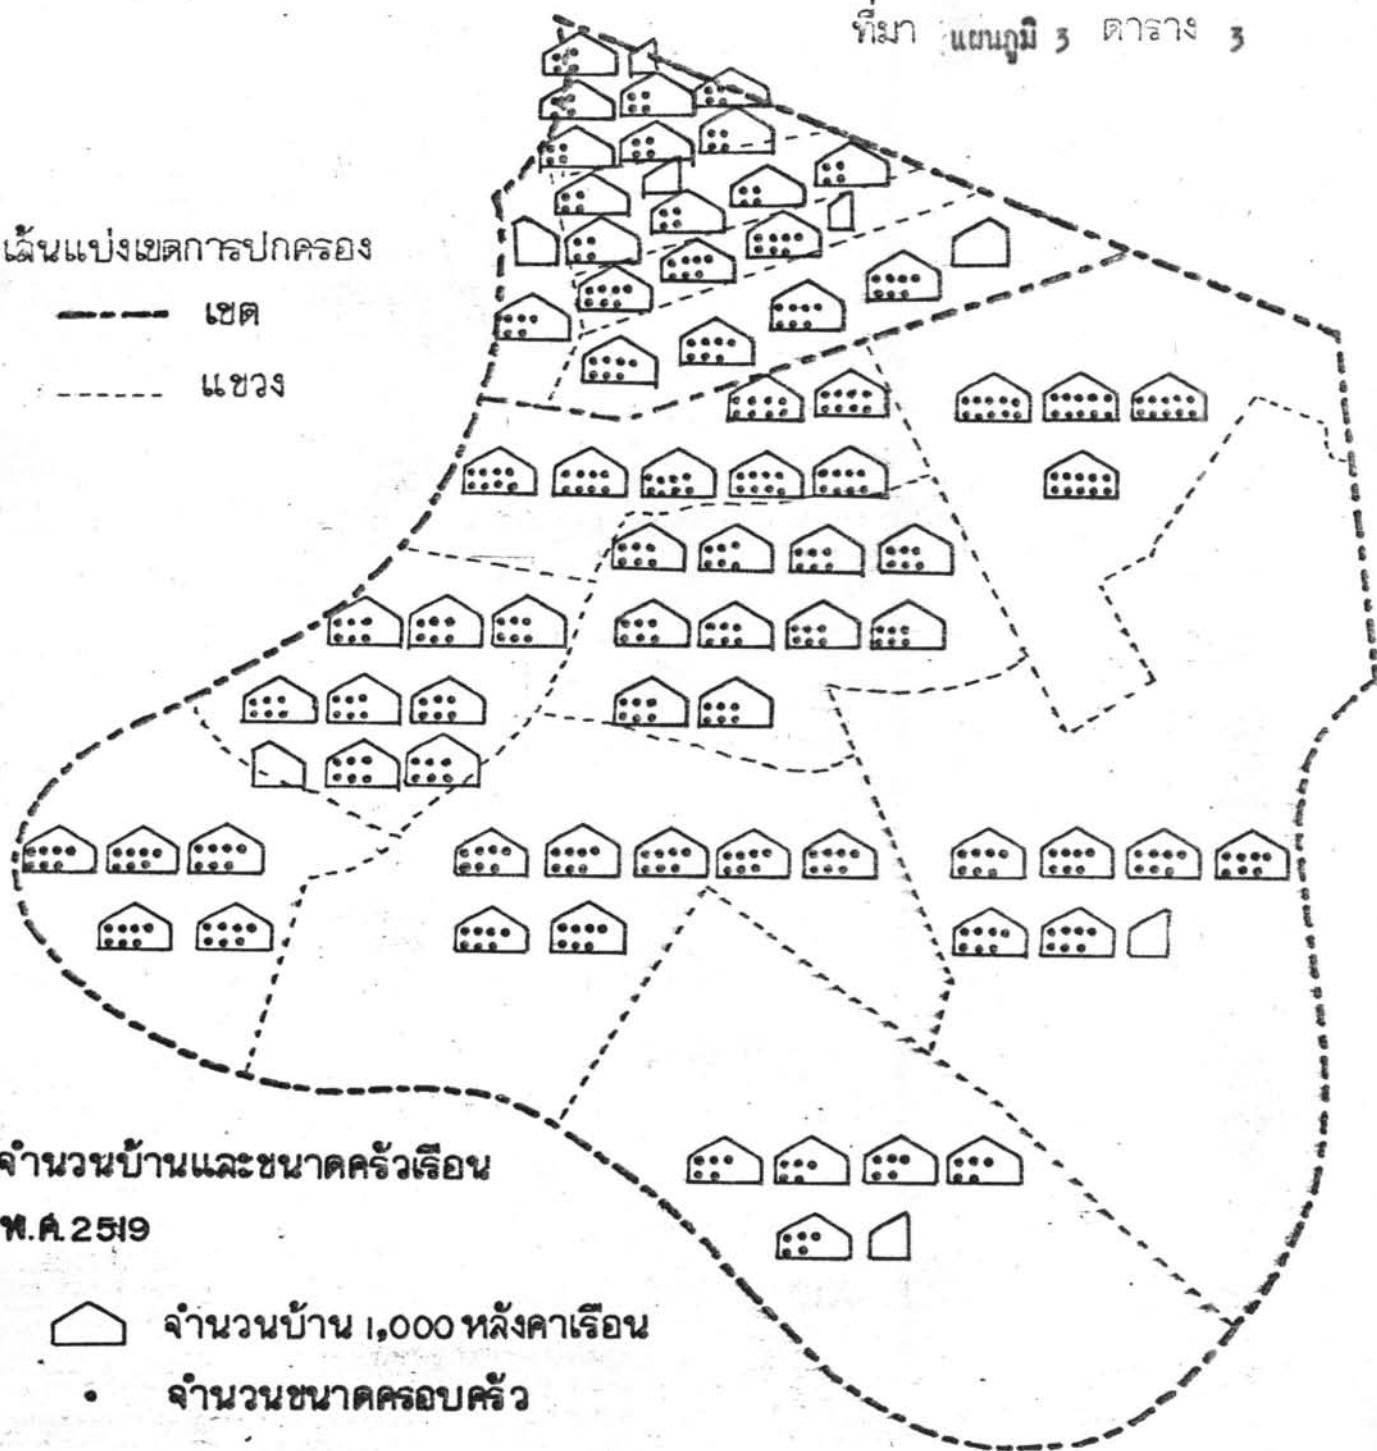 ที่มา แผนภูมิ 3 ตาราง 3
เส้นแบ่งเขตการปกครอง
เขต
แขวง
จำนวนบ้านและขนาดครัวเรือน
พ.ศ. 2519
จำนวนบ้าน 1,000 หลังคาเรือน
จำนวนขนาดครอบครัว